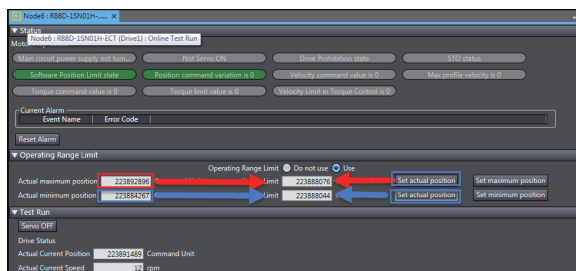 Node6 : R88D-1SN01H-.....
Status
Node6 : R88D-1SN01H-ECT (Drive1) : Online Test Run
Main circuit power supply not turn... Not Servo ON Drive Prohibition state STO status
Software Position Limit state Position command variation is 0 Velocity command value is 0 Max profile velocity is 0
Torque command value is 0 Torque limit value is 0 Velocity Limit in Torque Control is 0
Current Alarm
Event Name Error Code
Reset Alarm
Operating Range Limit
Operating Range Limit Do not use Use
Actual maximum position 223892896 Limit 223888076 Set actual position Set maximum position
Actual minimum position 223884267 Limit 223888044 Set actual position Set minimum position
Test Run
Servo OFF
Drive Status
Actual Current Position 223891489 Command Unit
Actual Current Speed 12 rpm